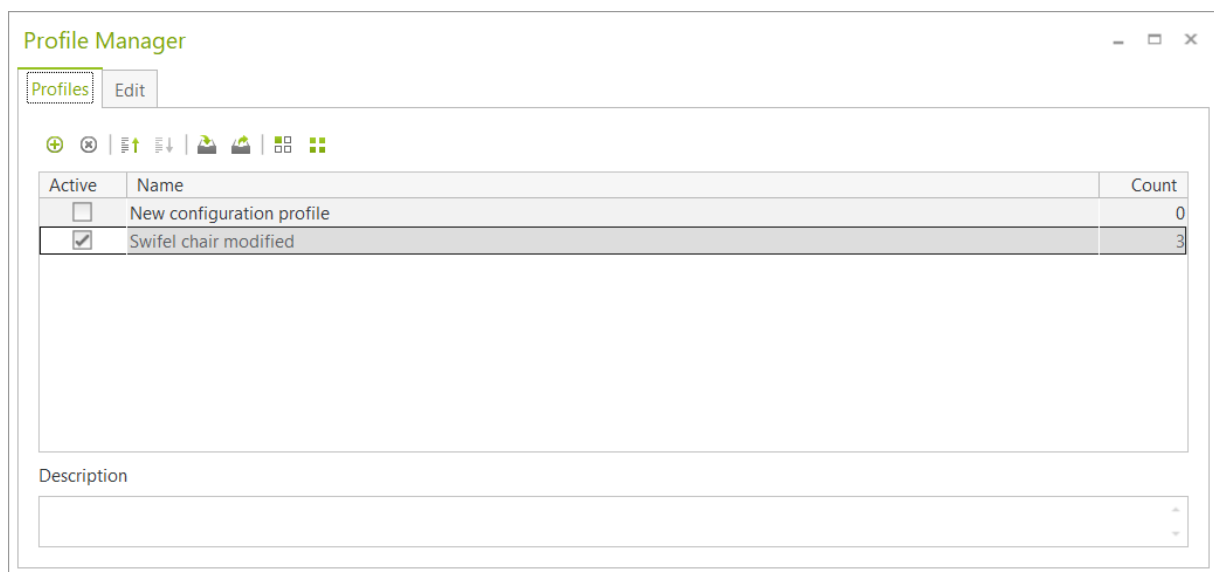 Profile Manager
Profiles Edit
Active Name Count
New configuration profile 0
Swifel chair modified 3
Description